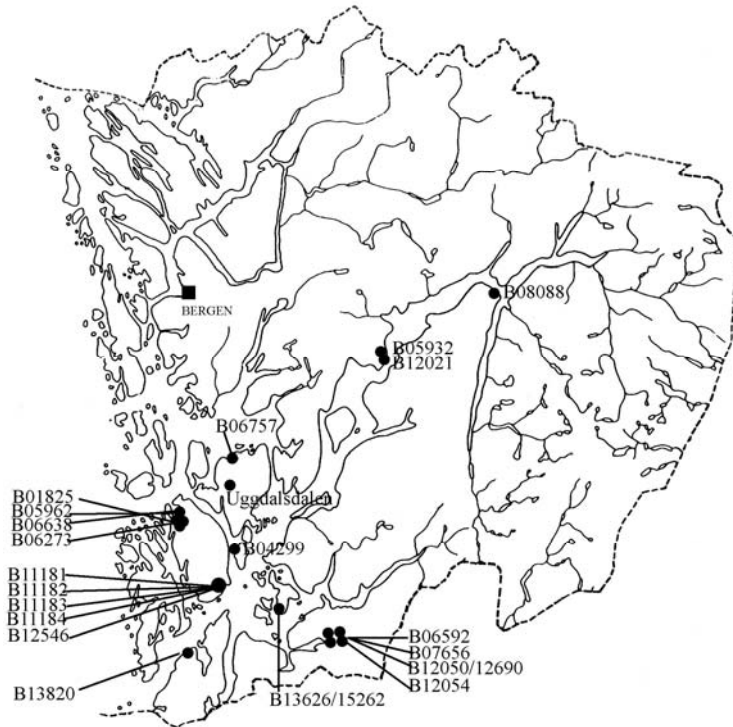 B08088
BERGEN
B05932
B12021
B06757
Uggdalsdalen
B01825
B05962
B06638
B06273
B04299
B11181
B11182
B11183
B11184
B12546
B06592
B07656
B12050/12690
B12054
B13820
B13626/15262